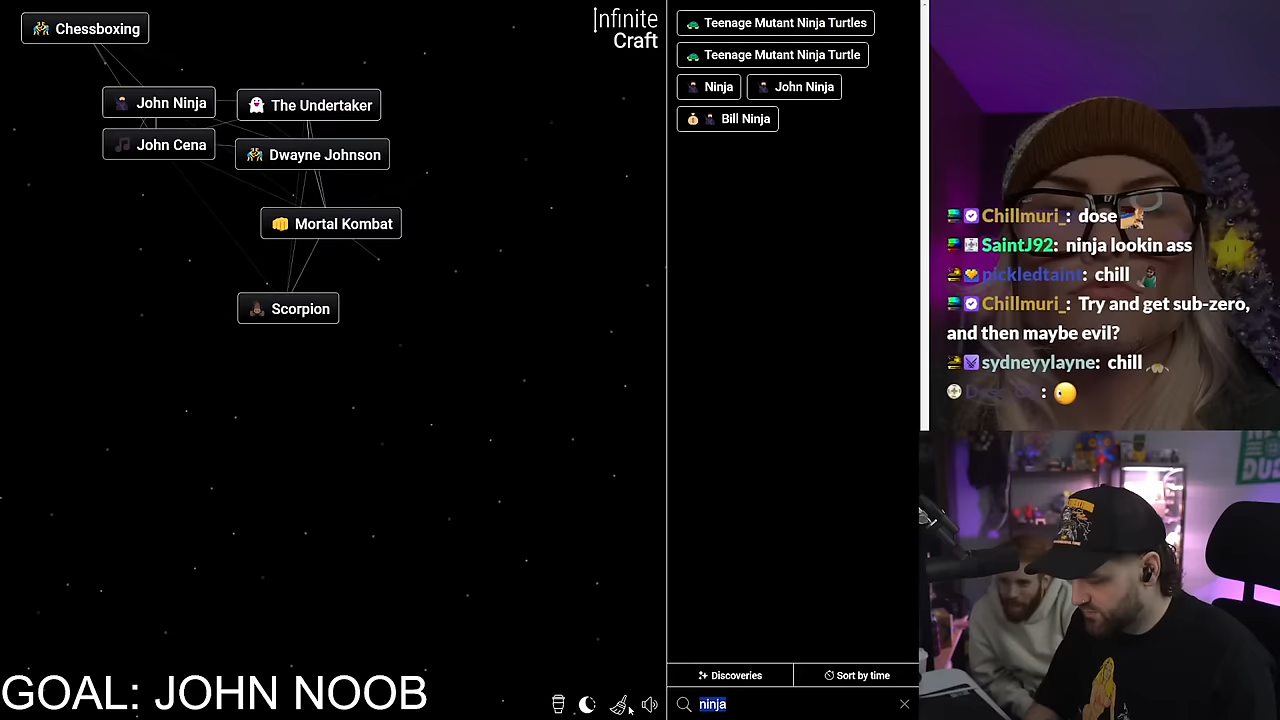 Chessboxing
Infinite
Craft
John Ninja
The Undertaker
John Cena
Dwayne Johnson
Mortal Kombat
Scorpion
Teenage Mutant Ninja Turtles
Teenage Mutant Ninja Turtle
Ninja
John Ninja
Bill Ninja
Discoveries
Sort by time
ninja
GOAL: JOHN NOOB
Chillmuri_: dose
SaintJ92: ninja lookin ass
pickledtaint: chill
Chillmuri_: Try and get sub-zero,
and then maybe evil?
sydneyylayne: chill